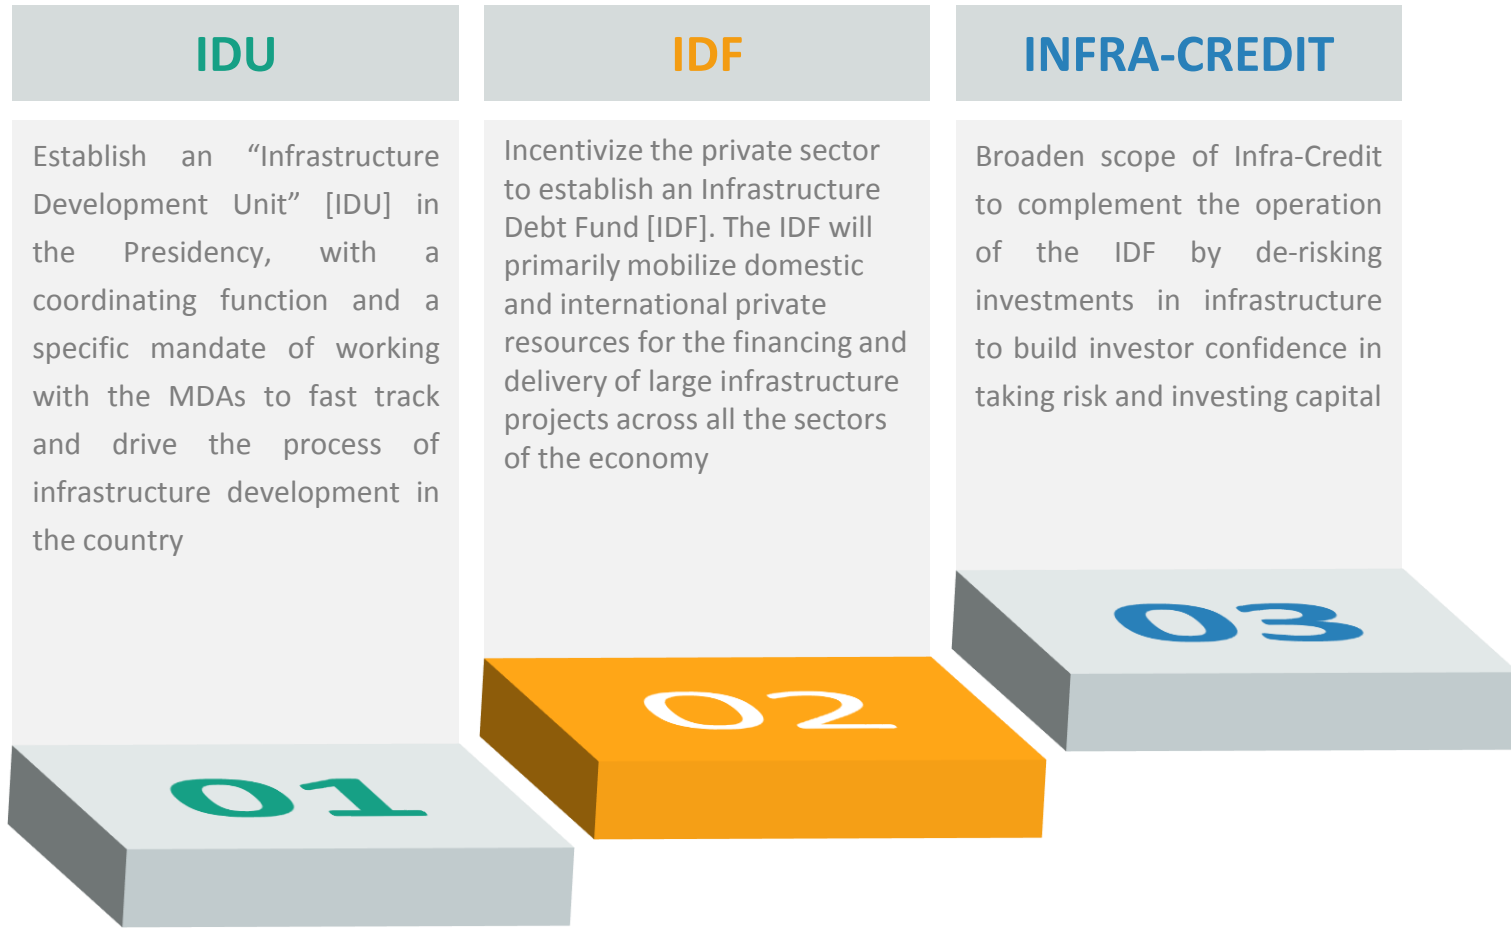 IDU
Establish an “Infrastructure
Development Unit” [IDU] in
the Presidency, with a
coordinating function and a
specific mandate of working
with the MDAs to fast track
and drive the process of
infrastructure development in
the country
01
IDF
Incentivize the private sector
to establish an Infrastructure
Debt Fund [IDF]. The IDF will
primarily mobilize domestic
and international private
resources for the financing and
delivery of large infrastructure
projects across all the sectors
of the economy
02
INFRA-CREDIT
Broaden scope of Infra-Credit
to complement the operation
of the IDF by de-risking
investments in infrastructure
to build investor confidence in
taking risk and investing capital
03